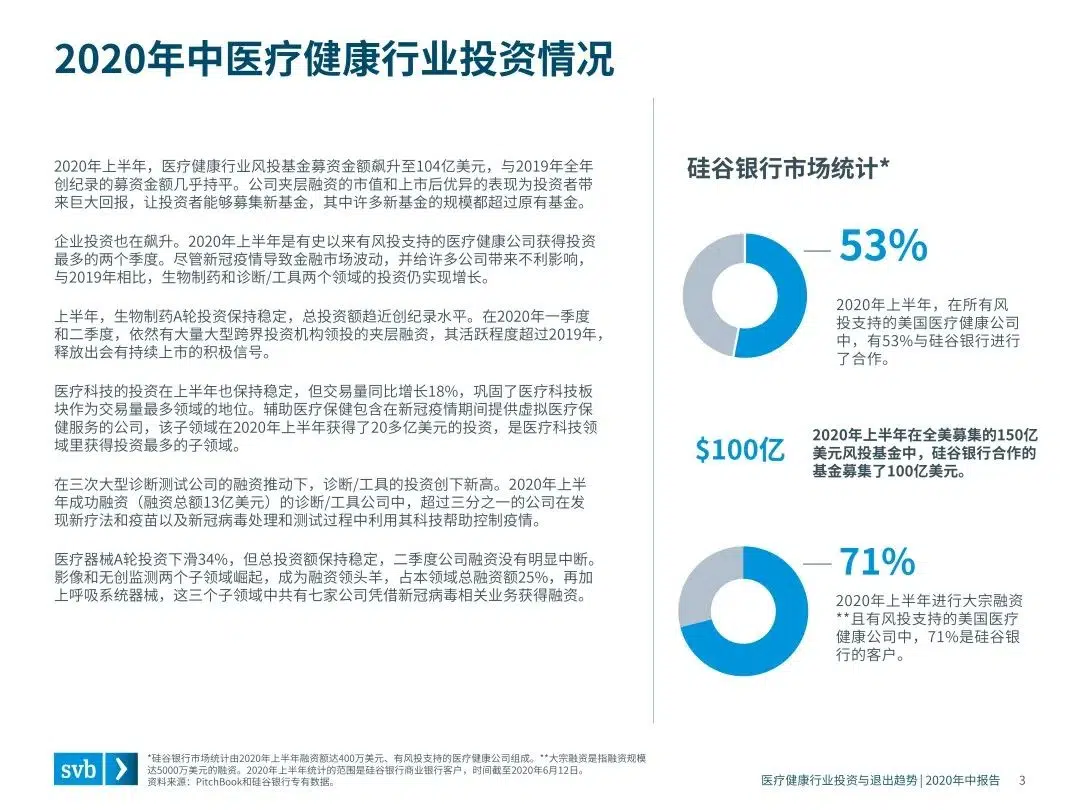 2020年中医疗健康行业投资情况
2020年上半年，医疗健康行业风投基金募资金额飙升至104亿美元，与2019年全年
创纪录的募资金额几乎持平。公司夹层融资的市值和上市后优异的表现为投资者带
来巨大回报，让投资者能够募集新基金，其中许多新基金的规模都超过原有基金。
企业投资也在飙升。2020年上半年是有史以来有风投支持的医疗健康公司获得投资
最多的两个季度。尽管新冠疫情导致金融市场波动，并给许多公司带来不利影响，
与2019年相比，生物制药和诊断/工具两个领域的投资仍实现增长。
上半年，生物制药A轮投资保持稳定，总投资额趋近创纪录水平。在2020年一季度
和二季度，依然有大量大型跨界投资机构领投的夹层融资，其活跃程度超过2019年，
释放出会有持续上市的积极信号。
医疗科技的投资在上半年也保持稳定，但交易量同比增长18%，巩固了医疗科技板
块作为交易量最多领域的地位。辅助医疗保健包含在新冠疫情期间提供虚拟医疗保
健服务的公司，该子领域在2020年上半年获得了20多亿美元的投资，是医疗科技领
域里获得投资最多的子领域。
在三次大型诊断测试公司的融资推动下，诊断/工具的投资创下新高。2020年上半
年成功融资（融资总额13亿美元）的诊断/工具公司中，超过三分之一的公司在发
现新疗法和疫苗以及新冠病毒处理和测试过程中利用其科技帮助控制疫情。
医疗器械A轮投资下滑34%，但总投资额保持稳定，二季度公司融资没有明显中断。
影像和无创监测两个子领域崛起，成为融资领头羊，占本领域总融资额25%，再加
上呼吸系统器械，这三个子领域中共有七家公司凭借新冠病毒相关业务获得融资。
硅谷银行市场统计*
53%
2020年上半年，在所有风
投支持的美国医疗健康公司
中，有53%与硅谷银行进行
了合作。
$100亿
2020年上半年在全美募集的150亿
美元风投基金中，硅谷银行合作的
基金募集了100亿美元。
71%
2020年上半年进行大宗融资
**且有风投支持的美国医疗
健康公司中，71%是硅谷银
行的客户。
svb
*硅谷银行市场统计由2020年上半年融资额达400万美元、有风投支持的医疗健康公司组成。**大宗融资是指融资规模
达5000万美元的融资。2020年上半年统计的范围是硅谷银行商业银行客户，时间截至2020年6月12日。
资料来源：PitchBook和硅谷银行专有数据。
医疗健康行业投资与退出趋势|2020年中报告 3